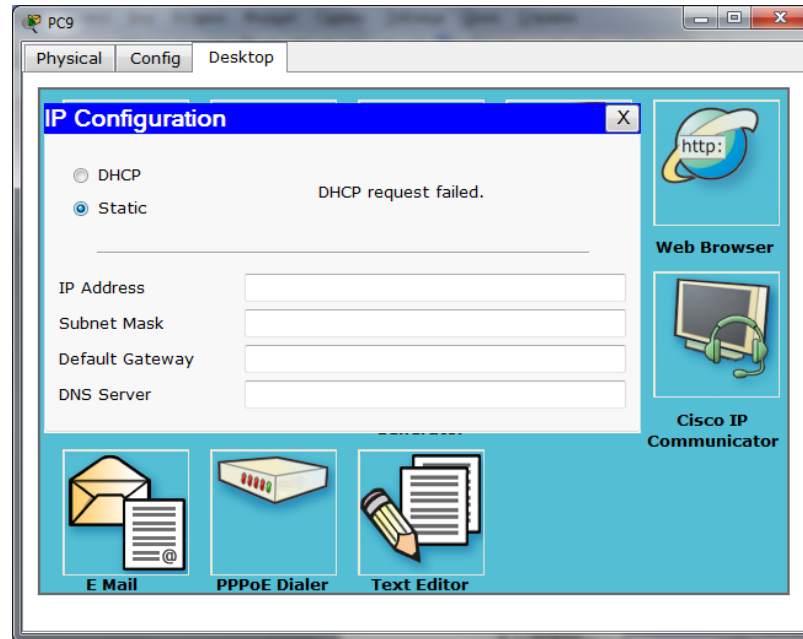 PC9
Physical Config Desktop
IP Configuration X
DHCP
DHCP request failed.
Static
IP Address
Subnet Mask
Default Gateway
DNS Server
http:
Web Browser
Cisco IP
Communicator
@
E Mail PPPoE Dialer Text Editor